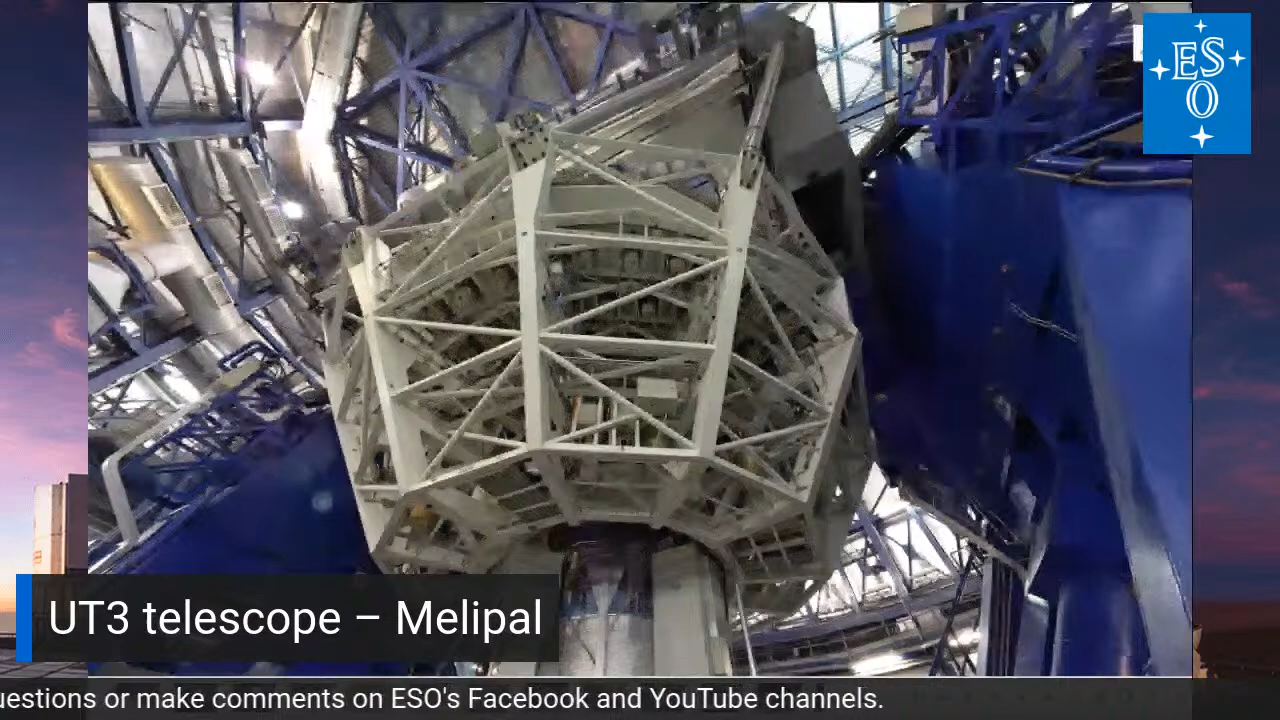 ESO
UT3 telescope – Melipal
uestions or make comments on ESO's Facebook and YouTube channels.